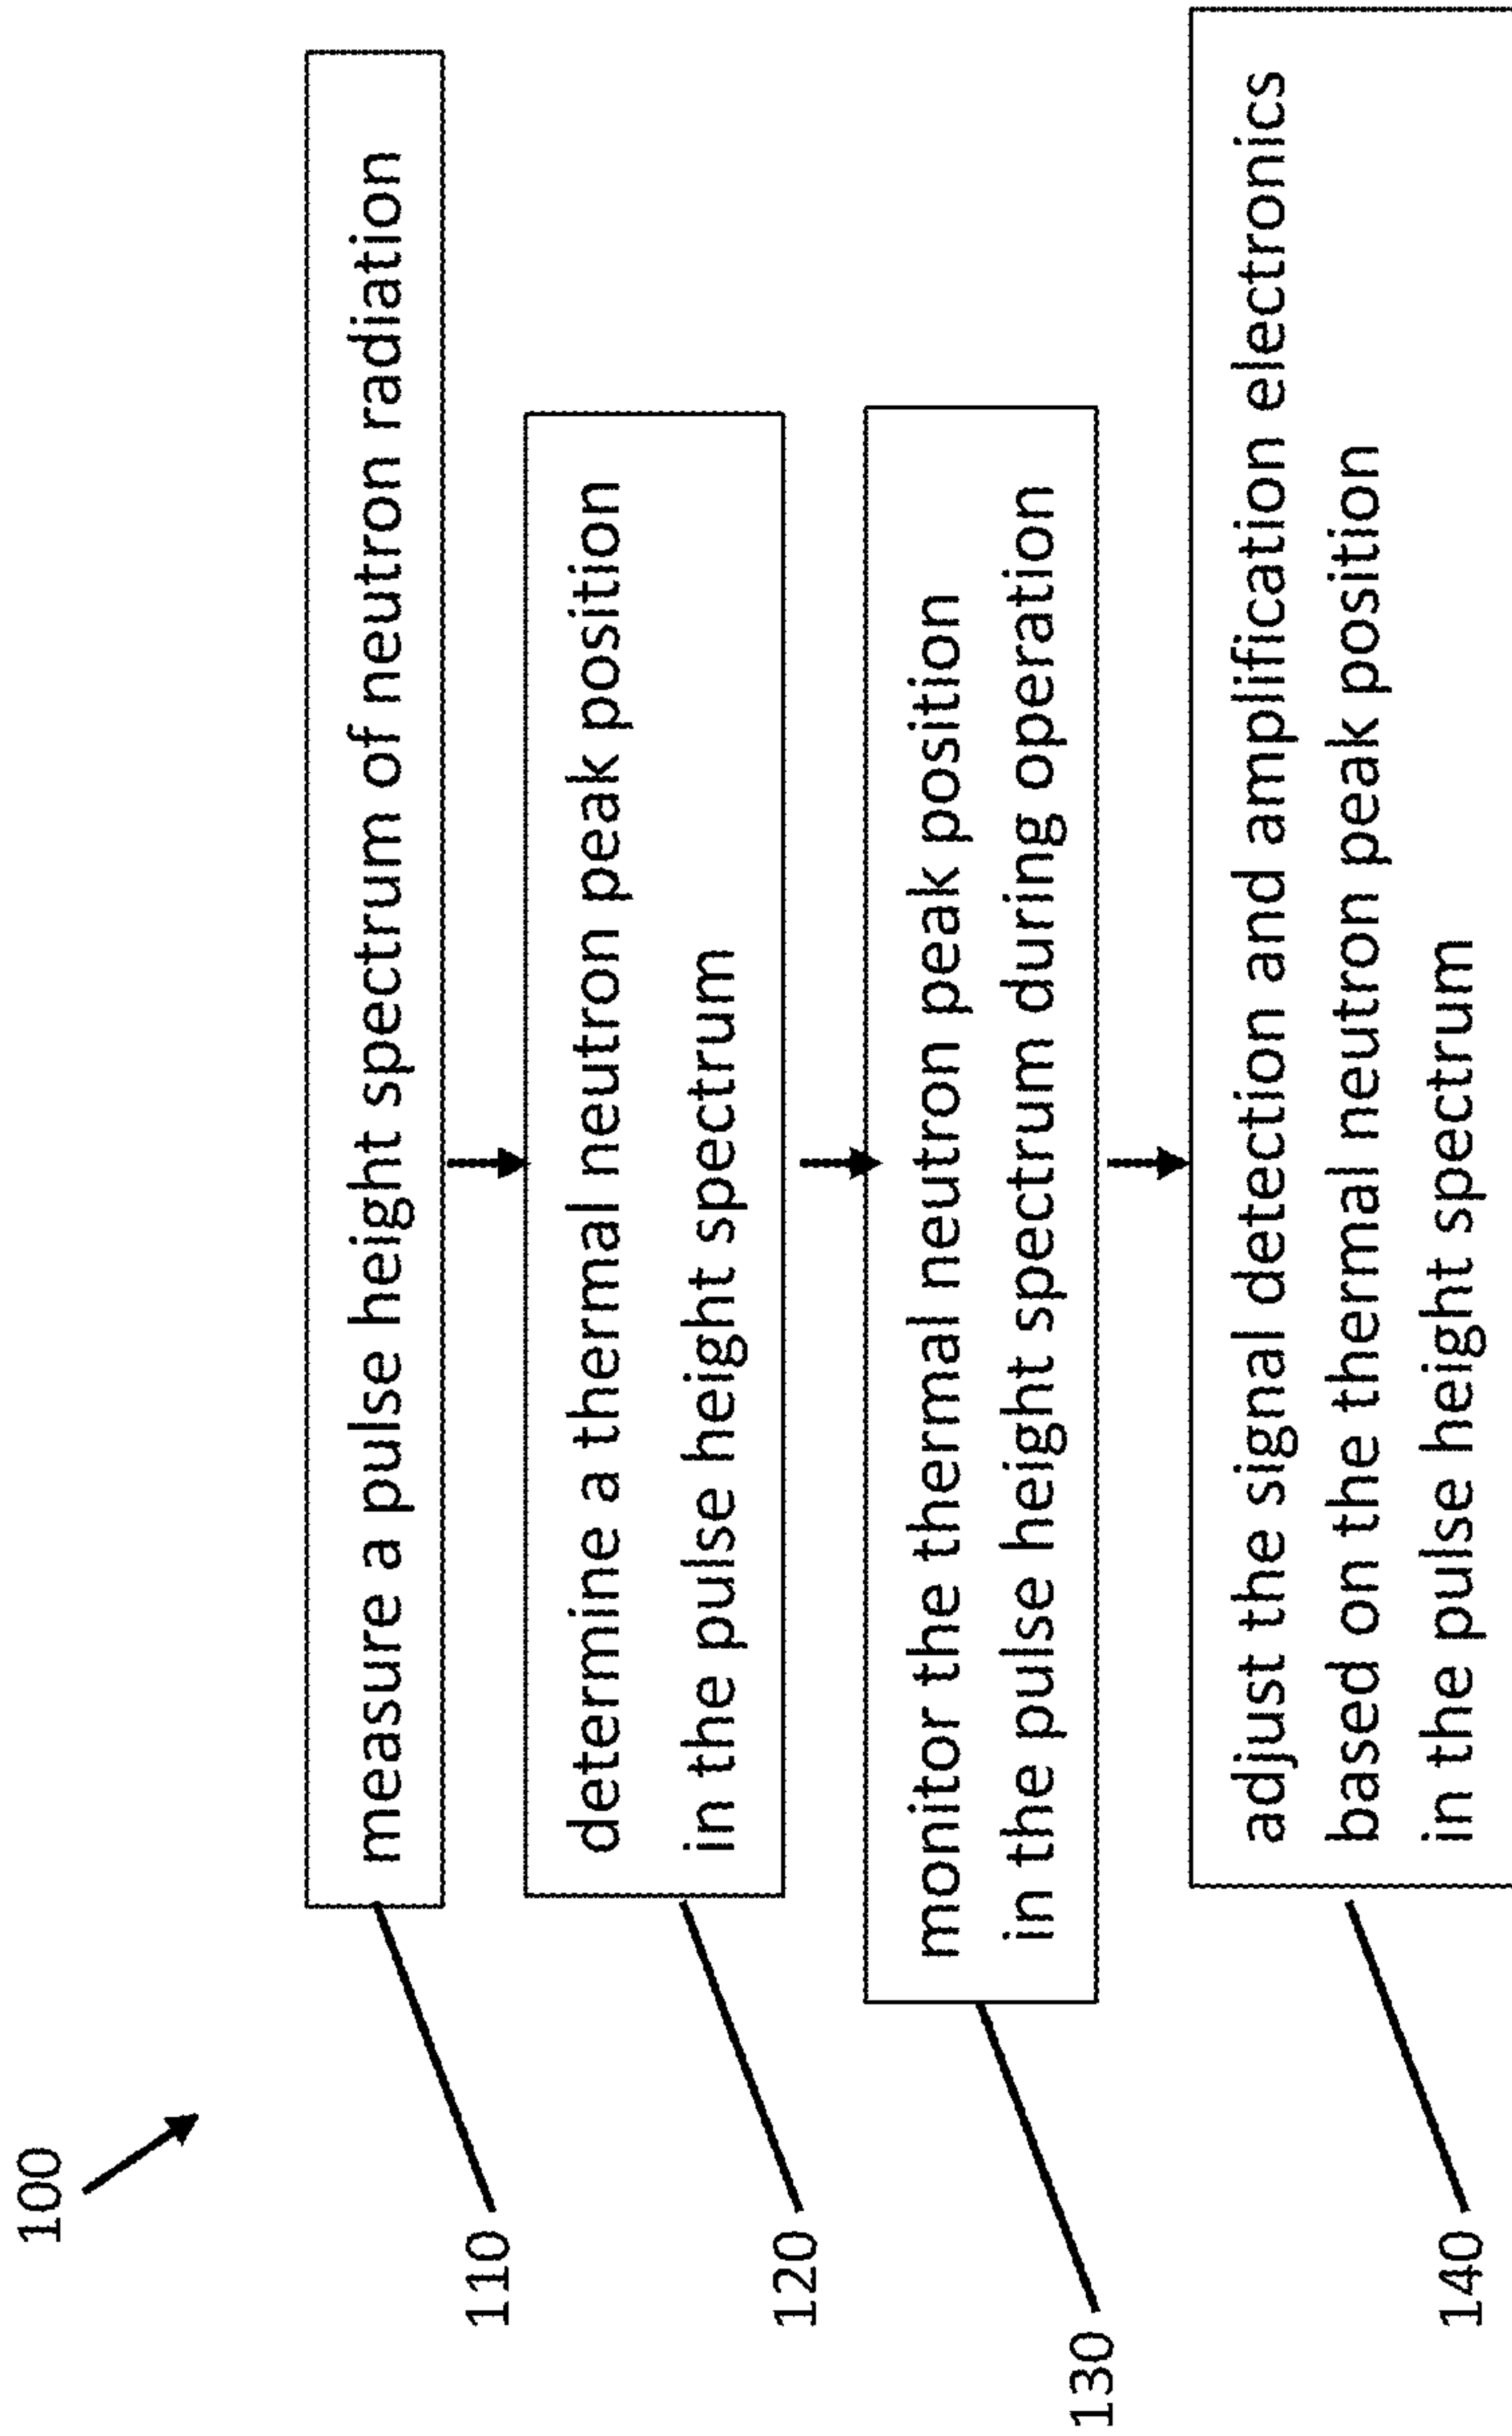 100
110
measure a pulse height spectrum of neutron radiation
120
determine a thermal neutron peak position
in the pulse height spectrum
130
monitor the thermal neutron peak position
in the pulse height spectrum during operation
140
adjust the signal detection and amplification electronics
based on the thermal neutron peak position
in the pulse height spectrum